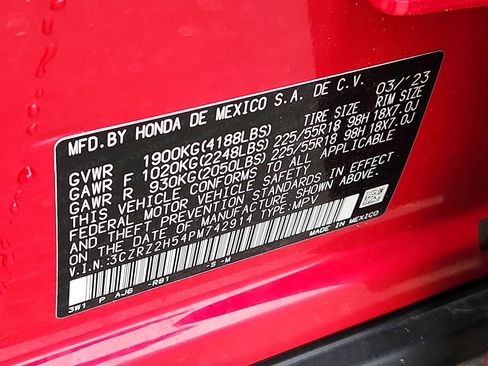 MFD.BY HONDA DE MEXICO S.A. DE C.V. 03/'23
TIRE SIZE RIM SIZE
GVWR 1900KG(4188LBS)
GAWR F 1020KG(2248LBS) 225/55R18 98H 18X7.0J
GAWR R 930KG(2050LBS) 225/55R18 98H 18X7.0J
THIS VEHICLE CONFORMS TO ALL APPLICABLE
FEDERAL MOTOR VEHICLE SAFETY AND
THEFT PREVENTION STANDARDS IN EFFECT
ON THE DATE OF MANUFACTURE SHOWN ABOVE.
V.I.N.:3CZRZ2H54PM742914 TYPE:MPV
MADE IN MEXICO
3W1 P AJB -R81 -S -M